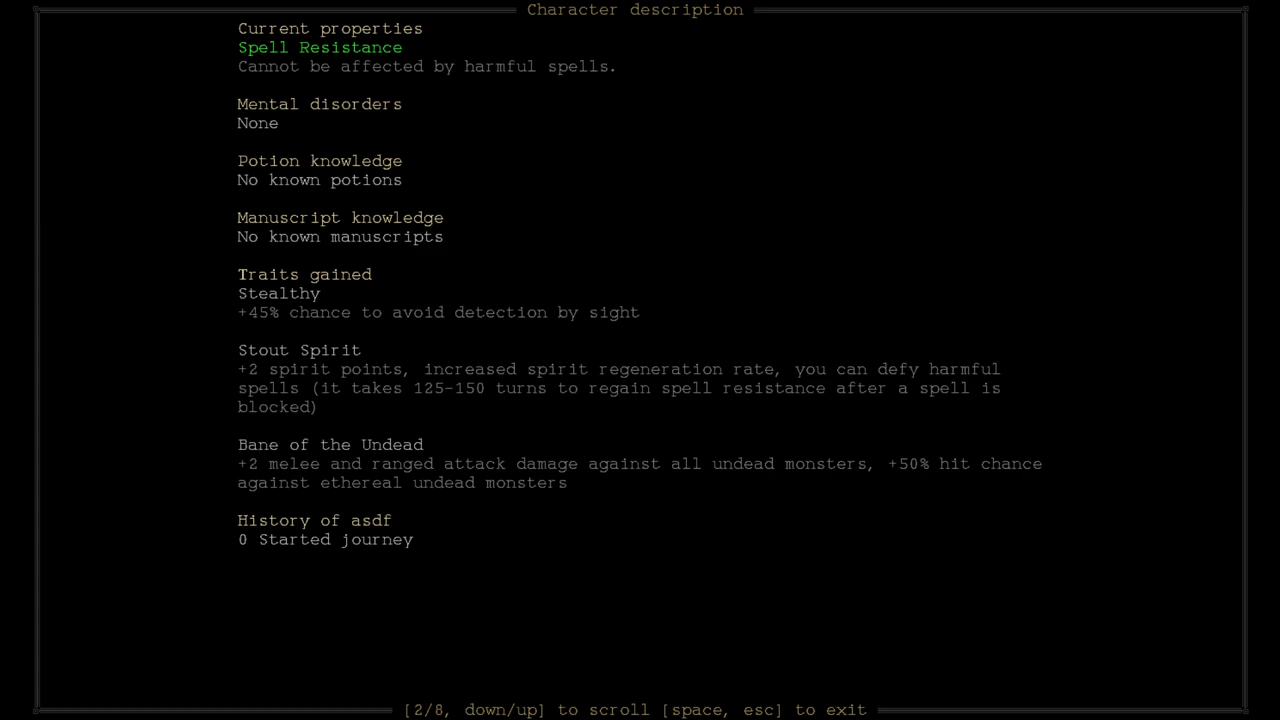 Character description
Current properties
Spell Resistance
Cannot be affected by harmful spells.
Mental disorders
None
Potion knowledge
No known potions
Manuscript knowledge
No known manuscripts
Traits gained
Stealthy
+45% chance to avoid detection by sight
Stout Spirit
+2 spirit points, increased spirit regeneration rate, you can defy harmful
spells (it takes 125-150 turns to regain spell resistance after a spell is
blocked)
Bane of the Undead
+2 melee and ranged attack damage against all undead monsters, +50% hit chance
against ethereal undead monsters
History of asdf
0 Started journey
[2/8, down/up] to scroll [space, esc] to exit